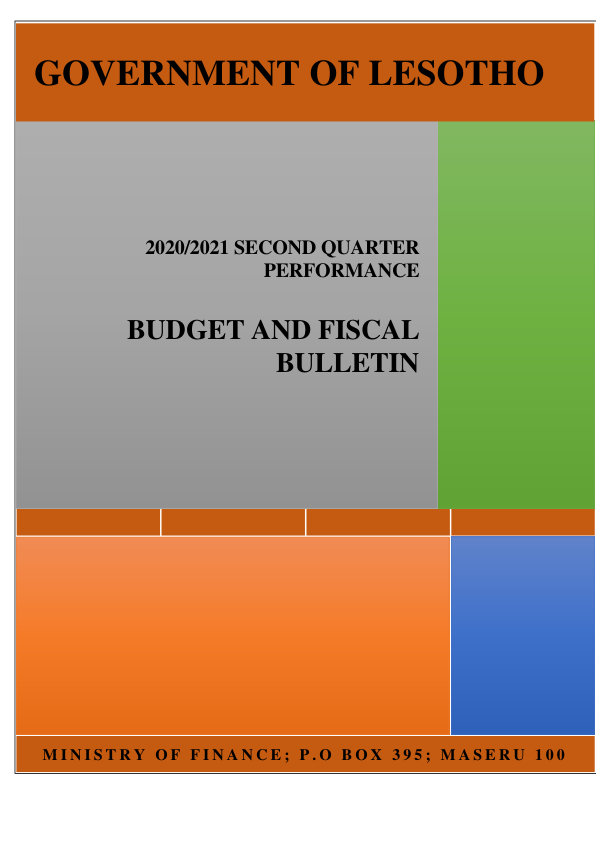 GOVERNMENT OF LESOTHO
2020/2021 SECOND QUARTER
PERFORMANCE
BUDGET AND FISCAL
BULLETIN
MINISTRY OF FINANCE; P.O BOX 395; MASERU 100